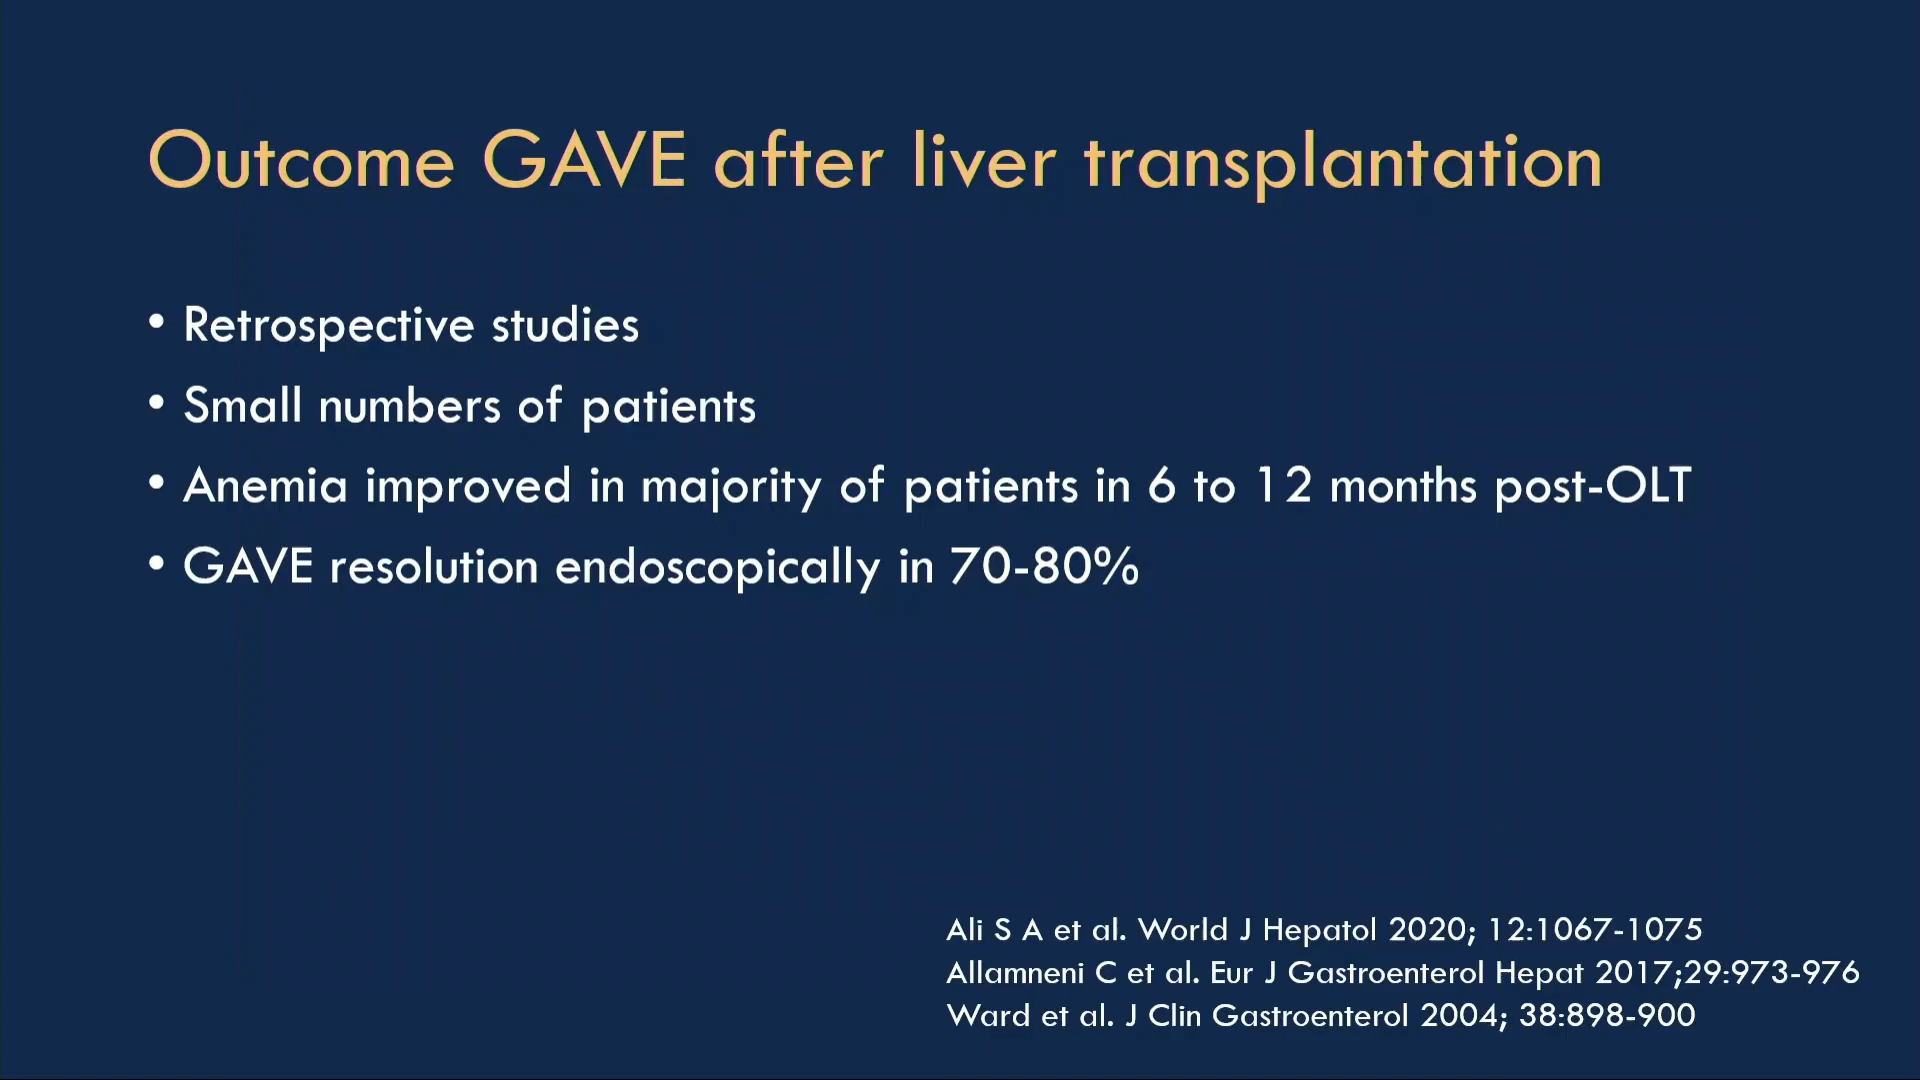 Outcome GAVE after liver transplantation
• Retrospective studies
• Small numbers of patients
• Anemia improved in majority of patients in 6 to 12 months post-OLT
• GAVE resolution endoscopically in 70-80%
Ali S A et al. World J Hepatol 2020; 12:1067-1075
Allamneni C et al. Eur J Gastroenterol Hepat 2017;29:973-976
Ward et al. J Clin Gastroenterol 2004; 38:898-900